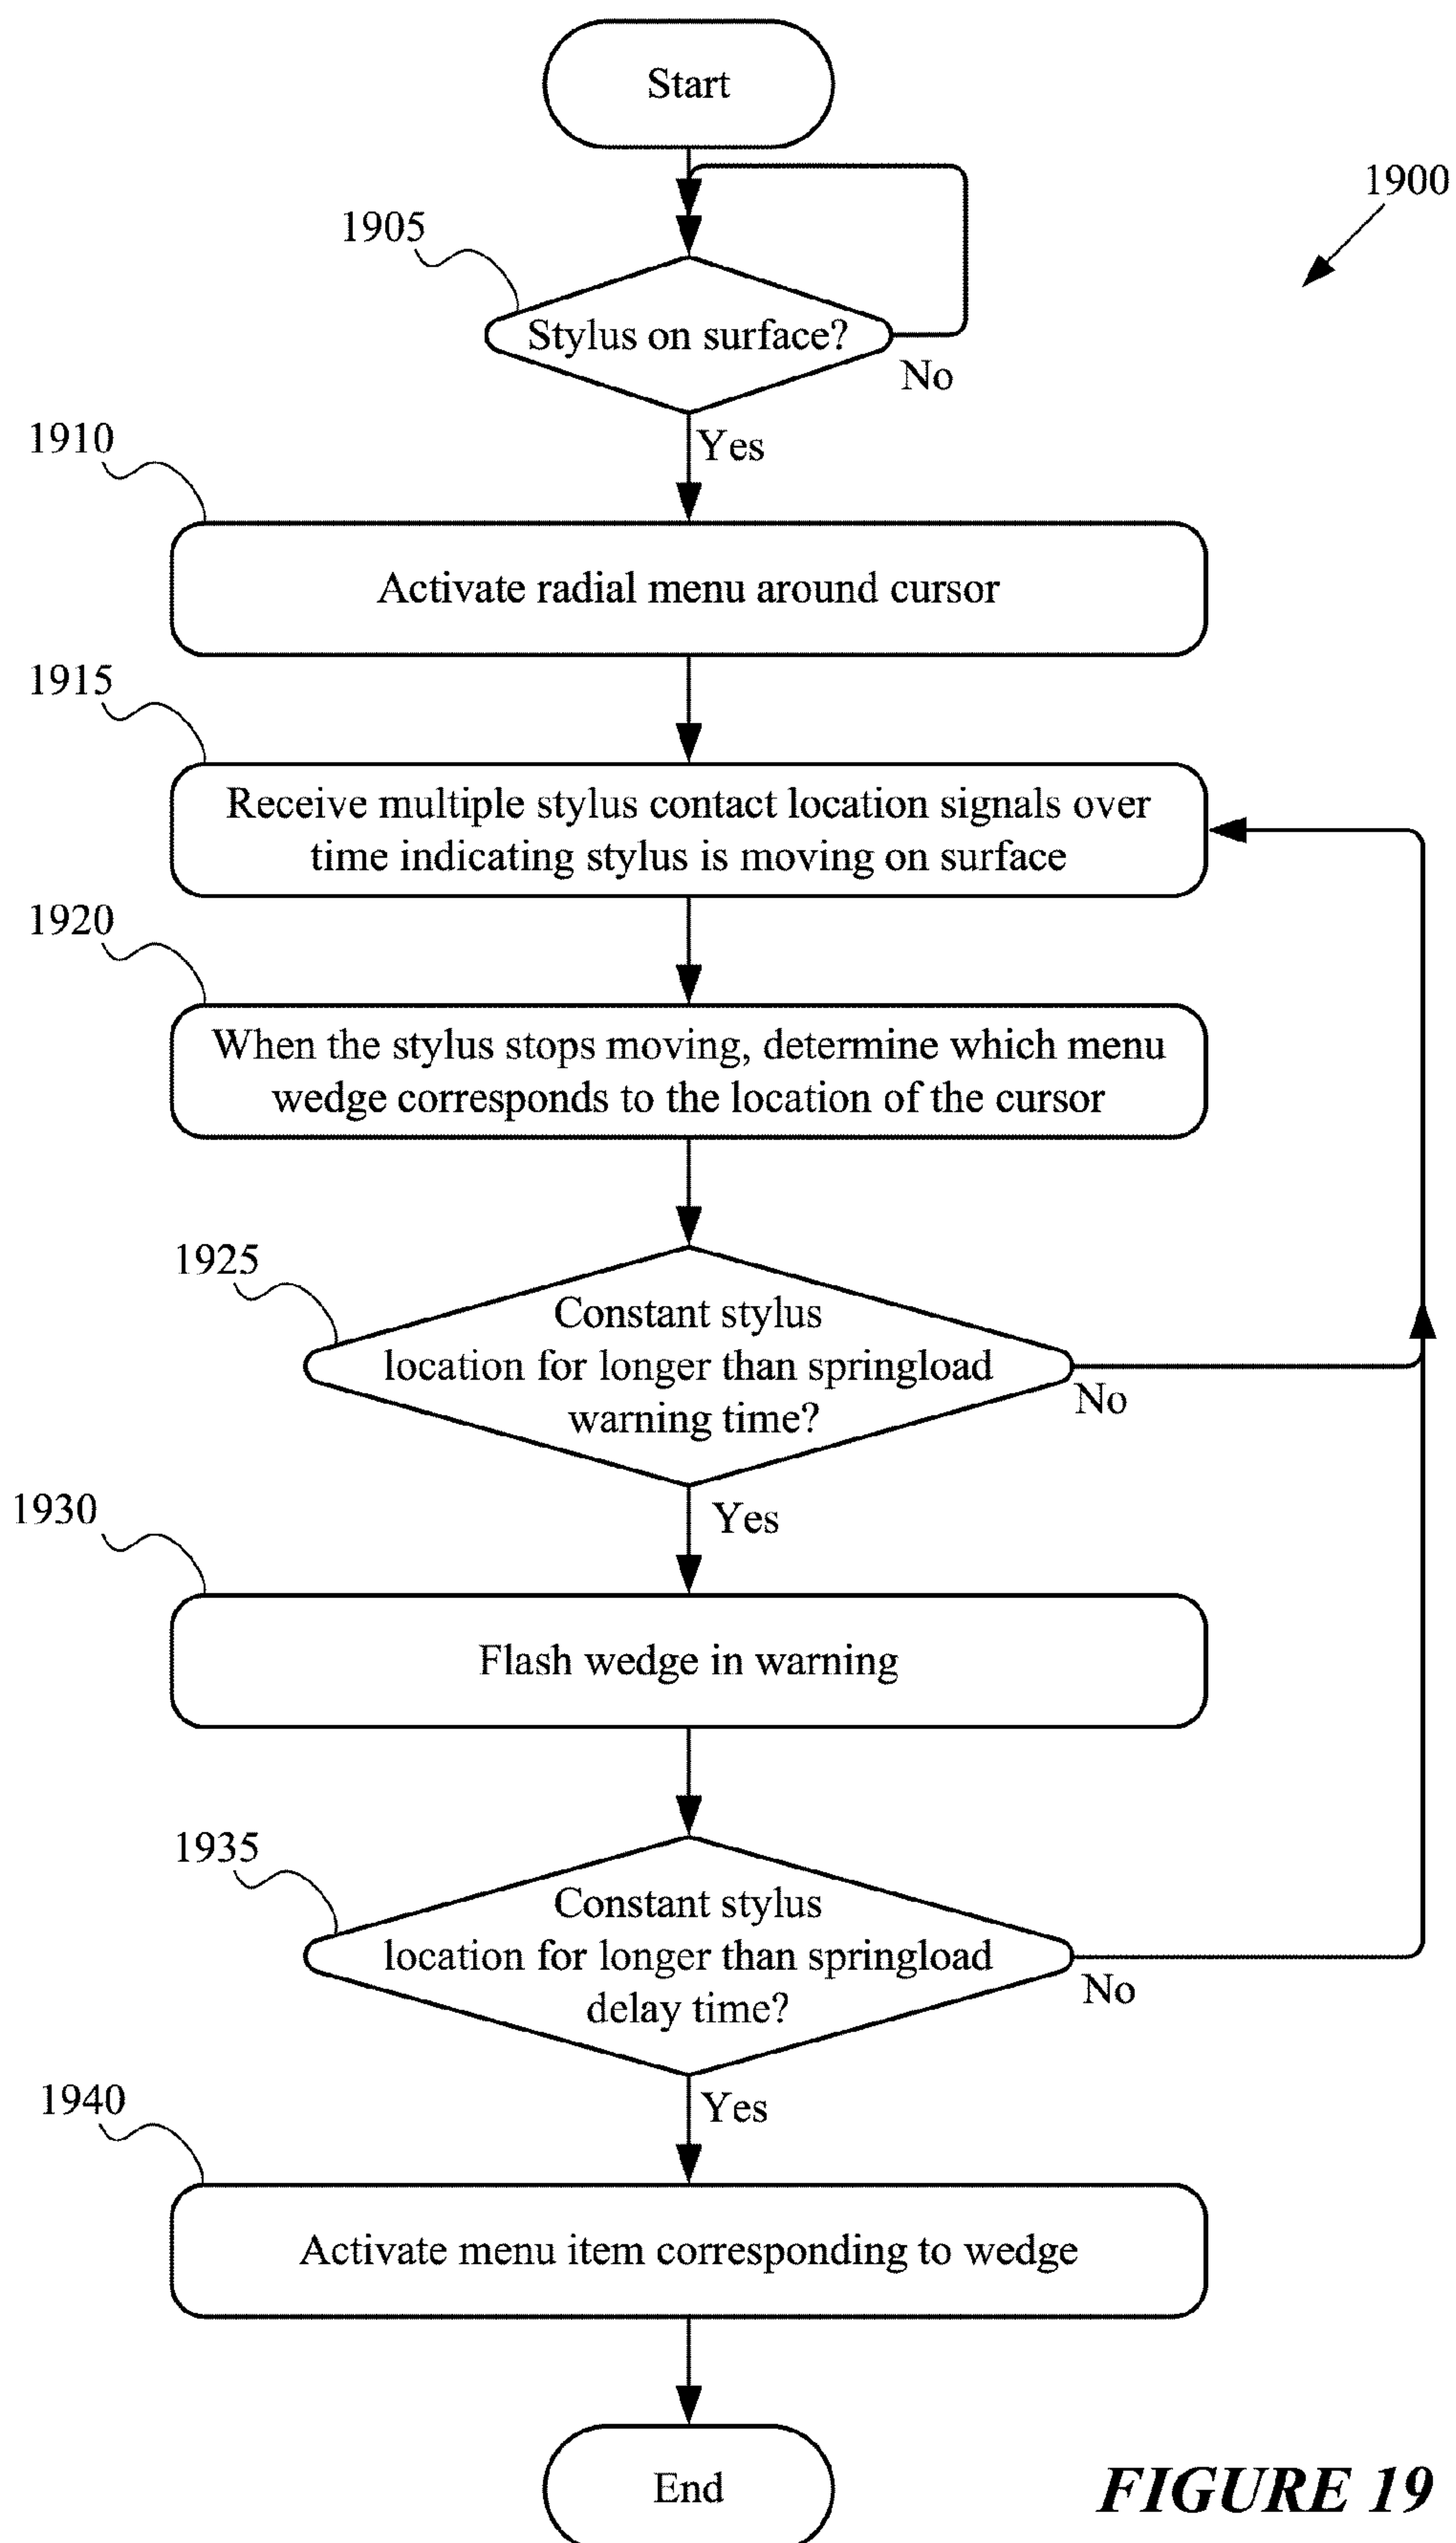 Start
1900
1905
Stylus on surface?
No
Yes
1910
Activate radial menu around cursor
1915
Receive multiple stylus contact location signals over
time indicating stylus is moving on surface
1920
When the stylus stops moving, determine which menu
wedge corresponds to the location of the cursor
1925
Constant stylus
location for longer than springload
warning time?
No
Yes
1930
Flash wedge in warning
1935
Constant stylus
location for longer than springload
delay time?
No
Yes
1940
Activate menu item corresponding to wedge
End
FIGURE 19